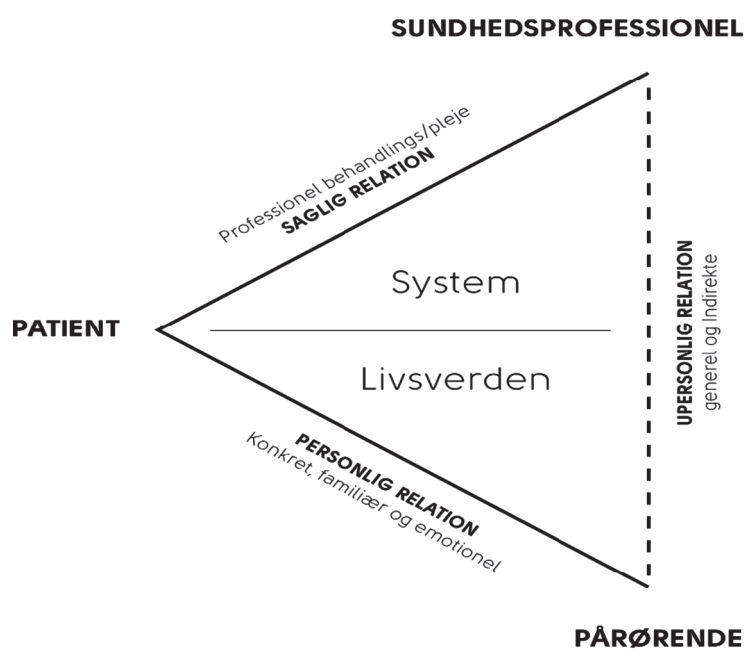 SUNDHEDSPROFESSIONEL
Professionel behandlings/pleje
SAGLIG RELATION
System
PATIENT
Livsverden
UPERSONLIG RELATION
generel og Indirekte
PERSONLIG RELATION
Konkret, familiær og emotionel
PÅRØRENDE